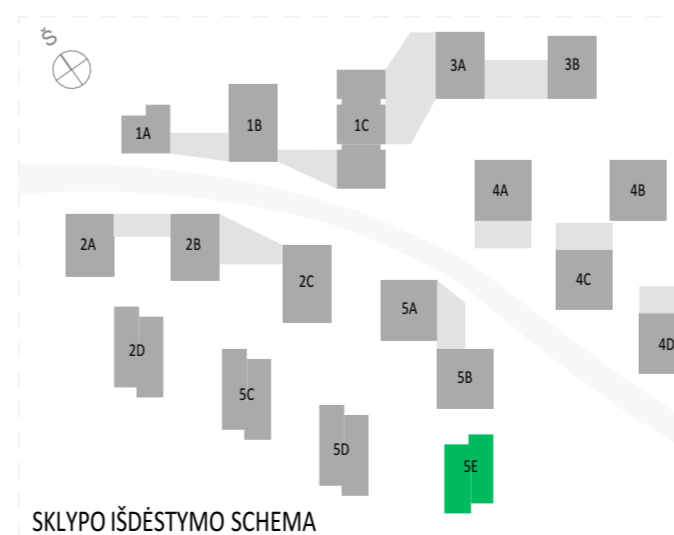 Š
3A
3B
1A
1B
1C
4A
4B
2A
2B
2C
4C
5A
4D
2D
5B
5C
5D
5E
SKLYPO IŠDĖSTYMO SCHEMA